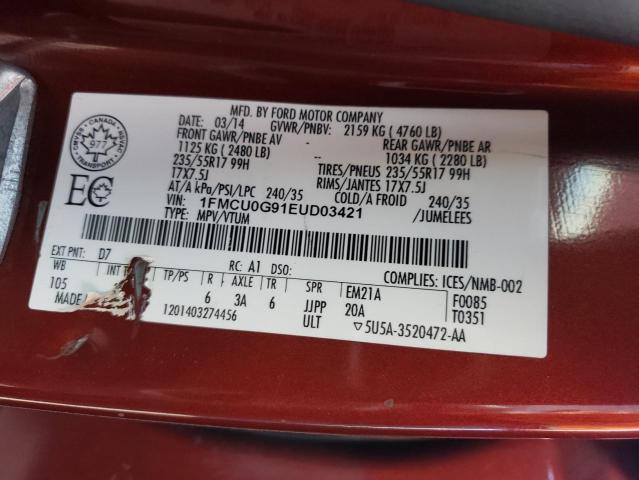 MFD. BY FORD MOTOR COMPANY
DATE: 03/14 GVWR/PNBV: 2159 KG ( 4760 LB)
FRONT GAWR/PNBE AV REAR GAWR/PNBE AR
1125 KG ( 2480 LB) 1034 KG ( 2280 LB)
235/55R17 99H TIRES/PNEUS 235/55R17 99H
17X7.5J RIMS/JANTES 17X7.5J
AT/A kPa/PSI/LPC 240/35 COLD/A FROID 240/35
VIN: 1FMCU0G91EUD03421 /JUMELEES
TYPE: MPV/VTUM
CANADA
TRANSPORT
977
EC
EXT PNT: D7 RC: A1 DSO: COMPLIES: ICES/NMB-002
WB INT TP/PS R AXLE TR SPR EM21A F0085
105 6 3A 6 JJPP 20A T0351
MADE 1201403274456 ULT ▽5U5A-3520472-AA